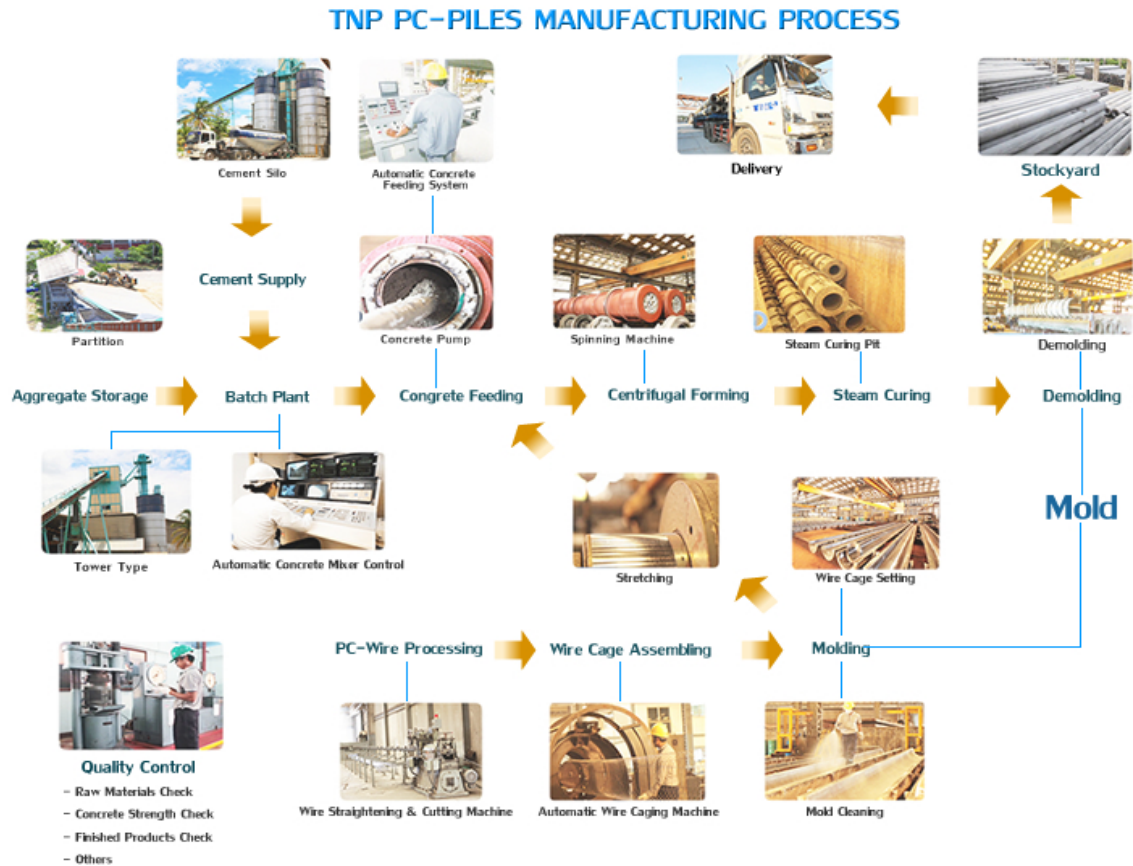 TNP PC-PILES MANUFACTURING PROCESS
Cement Silo
Automatic Concrete
Feeding System
Delivery
Stockyard
Partition
Cement Supply
Concrete Pump
Spinning Machine
Steam Curing Pit
Demolding
Aggregate Storage
Batch Plant
Congrete Feeding
Centrifugal Forming
Steam Curing
Demolding
Mold
Tower Type
Automatic Concrete Mixer Control
Stretching
Wire Cage Setting
PC-Wire Processing
Wire Cage Assembling
Molding
Quality Control
- Raw Materials Check
- Concrete Strength Check
- Finished Products Check
- Others
Wire Straightening & Cutting Machine
Automatic Wire Caging Machine
Mold Cleaning